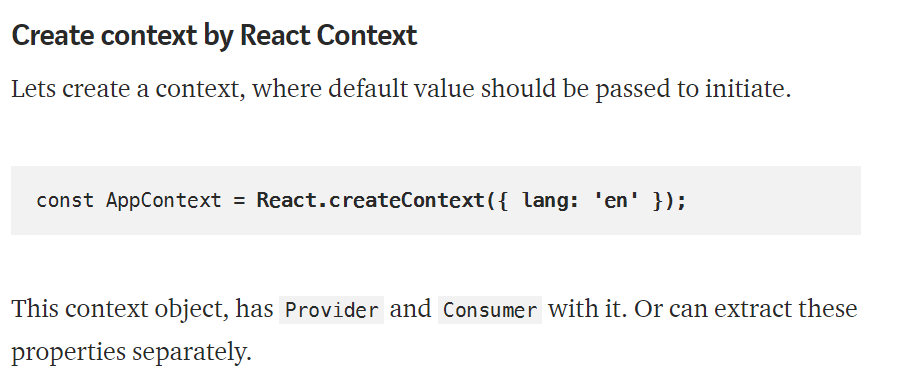 Create context by React Context
Lets create a context, where default value should be passed to initiate.
const AppContext = React.createContext({ lang: 'en' });
This context object, has Provider and Consumer with it. Or can extract these
properties separately.